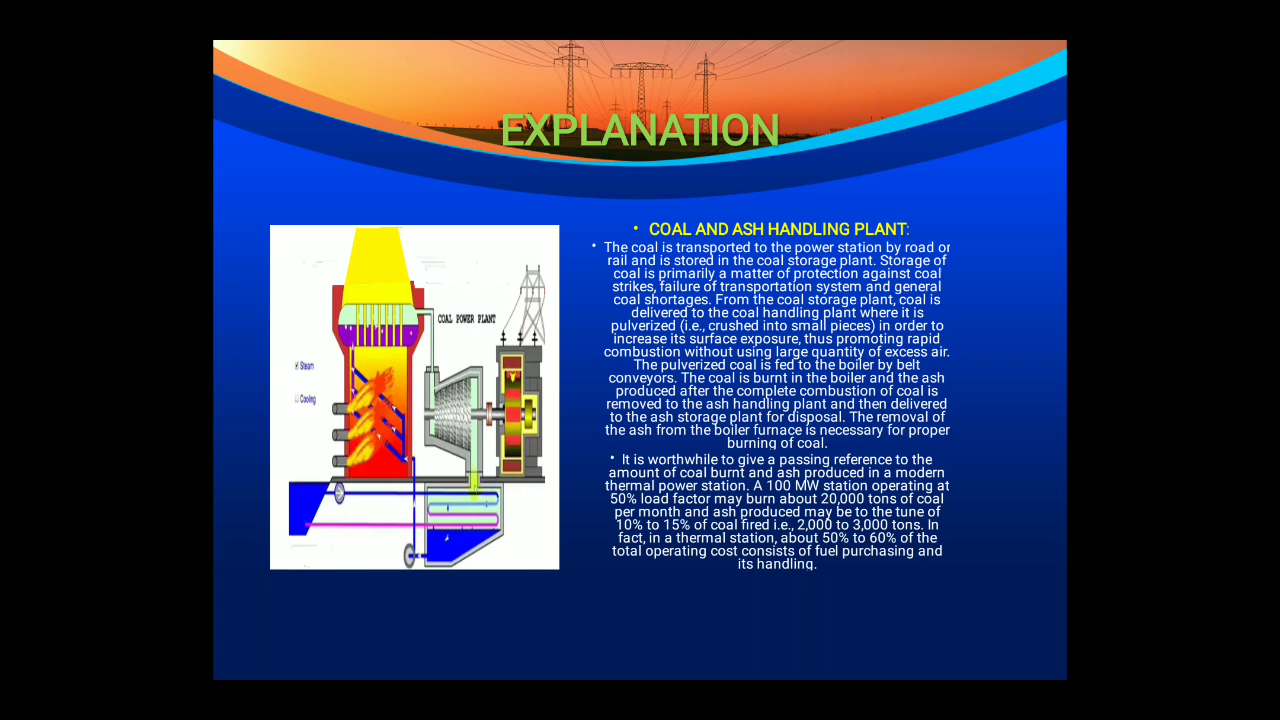 EXPLANATION
• COAL AND ASH HANDLING PLANT:
• The coal is transported to the power station by road or
rail and is stored in the coal storage plant. Storage of
coal is primarily a matter of protection against coal
strikes, failure of transportation system and general
coal shortages. From the coal storage plant, coal is
delivered to the coal handling plant where it is
pulverized (i.e., crushed into small pieces) in order to
increase its surface exposure, thus promoting rapid
combustion without using large quantity of excess air.
The pulverized coal is fed to the boiler by belt
conveyors. The coal is burnt in the boiler and the ash
produced after the complete combustion of coal is
removed to the ash handling plant and then delivered
to the ash storage plant for disposal. The removal of
the ash from the boiler furnace is necessary for proper
burning of coal.
• It is worthwhile to give a passing reference to the
amount of coal burnt and ash produced in a modern
thermal power station. A 100 MW station operating at
50% load factor may burn about 20,000 tons of coal
per month and ash produced may be to the tune of
10% to 15% of coal fired i.e., 2,000 to 3,000 tons. In
fact, in a thermal station, about 50% to 60% of the
total operating cost consists of fuel purchasing and
its handling.
COAL POWER PLANT
Steam
Cooling